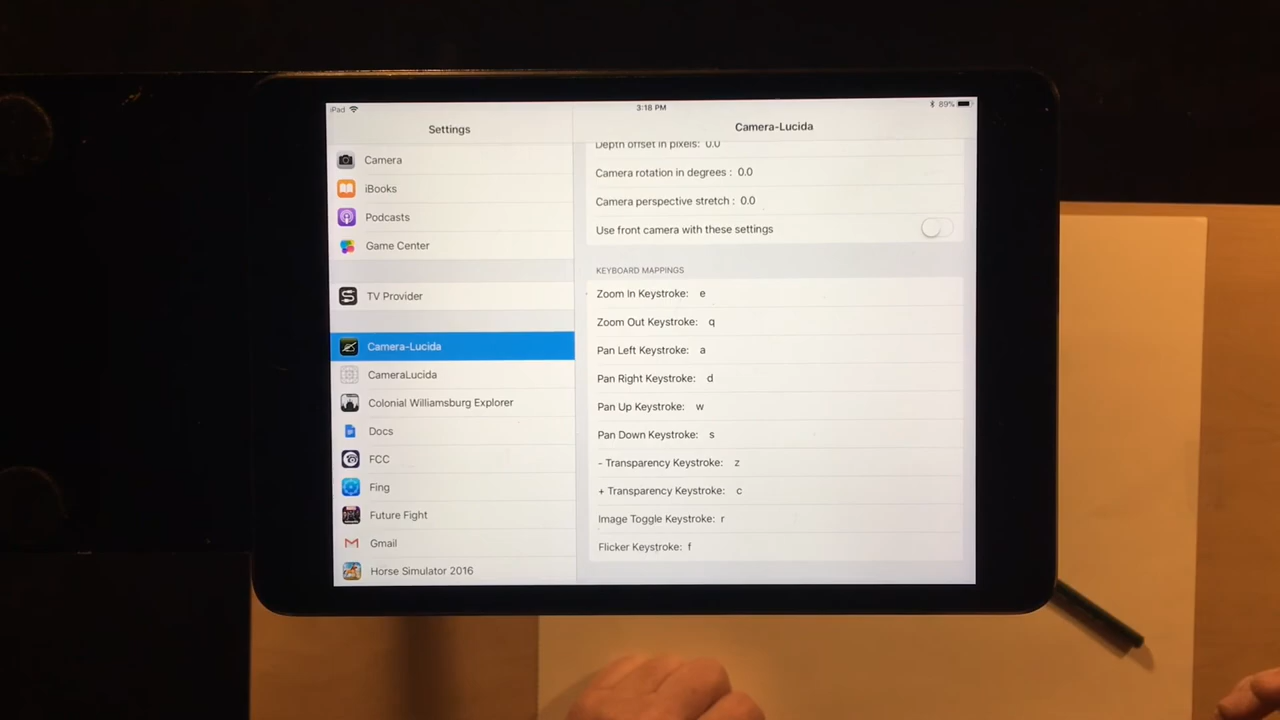 iPad
3:18 PM
89%
Settings
Camera
iBooks
Podcasts
Game Center
TV Provider
Camera-Lucida
CameraLucida
Colonial Williamsburg Explorer
Docs
FCC
Fing
Future Fight
Gmail
Horse Simulator 2016
Camera-Lucida
Depth offset in pixels: 0.0
Camera rotation in degrees : 0.0
Camera perspective stretch : 0.0
Use front camera with these settings
KEYBOARD MAPPINGS
Zoom In Keystroke: e
Zoom Out Keystroke: q
Pan Left Keystroke: a
Pan Right Keystroke: d
Pan Up Keystroke: w
Pan Down Keystroke: s
- Transparency Keystroke: z
+ Transparency Keystroke: c
Image Toggle Keystroke: r
Flicker Keystroke: f